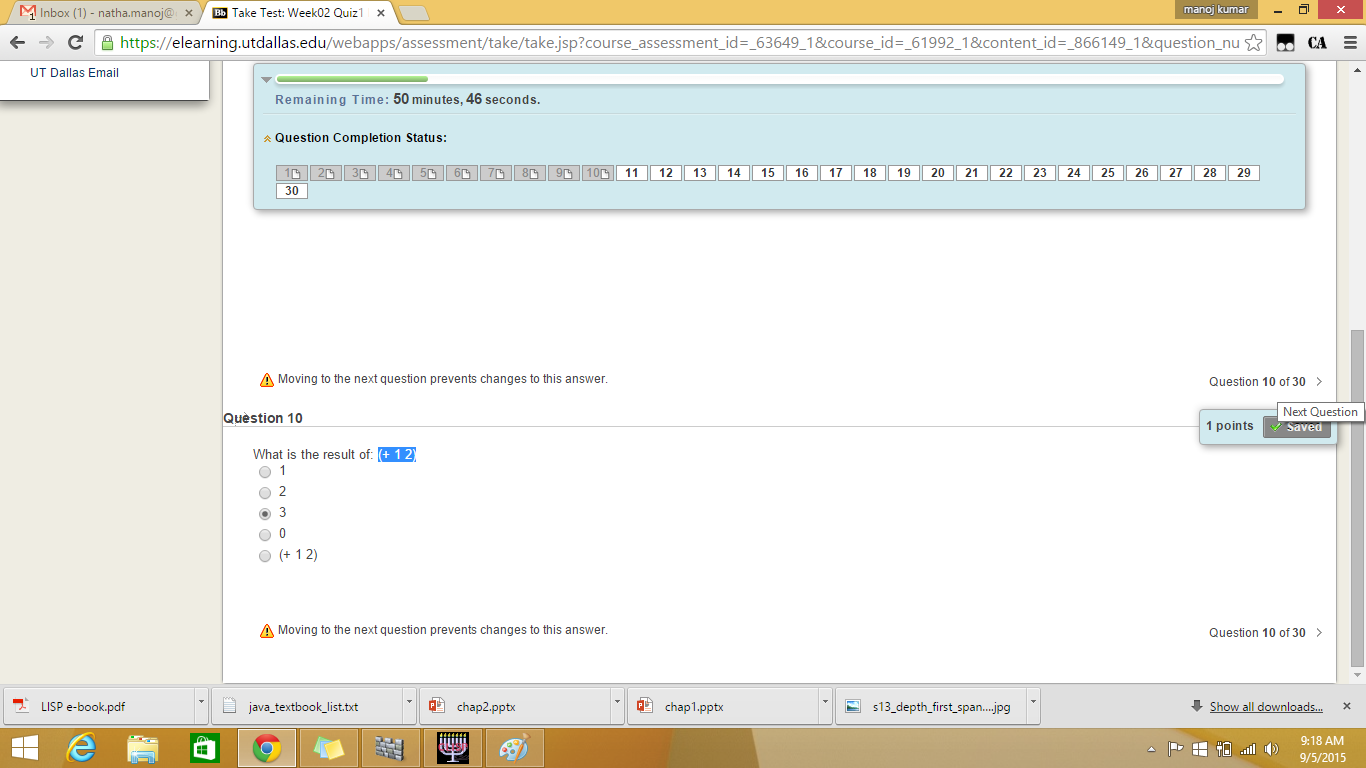 Inbox (1) - natha.manoj@
Take Test: Week02 Quiz1
manoj kumar
https://elearning.utdallas.edu/webapps/assessment/take/take.jsp?course_assessment_id=_63649_1&course_id=_61992_1&content_id=_866149_1&question_nu
CA
UT Dallas Email
Remaining Time: 50 minutes, 46 seconds.
Question Completion Status:
1 2 3 4 5 6 7 8 9 10 11 12 13 14 15 16 17 18 19 20 21 22 23 24 25 26 27 28 29
30
Moving to the next question prevents changes to this answer.
Question 10 of 30
Next Question
Question 10
1 points
Saved
What is the result of: (+ 1 2)
1
2
3
0
(+ 1 2)
Moving to the next question prevents changes to this answer.
Question 10 of 30
LISP e-book.pdf
java_textbook_list.txt
chap2.pptx
chap1.pptx
s13_depth_first_span....jpg
Show all downloads...
9:18 AM
9/5/2015